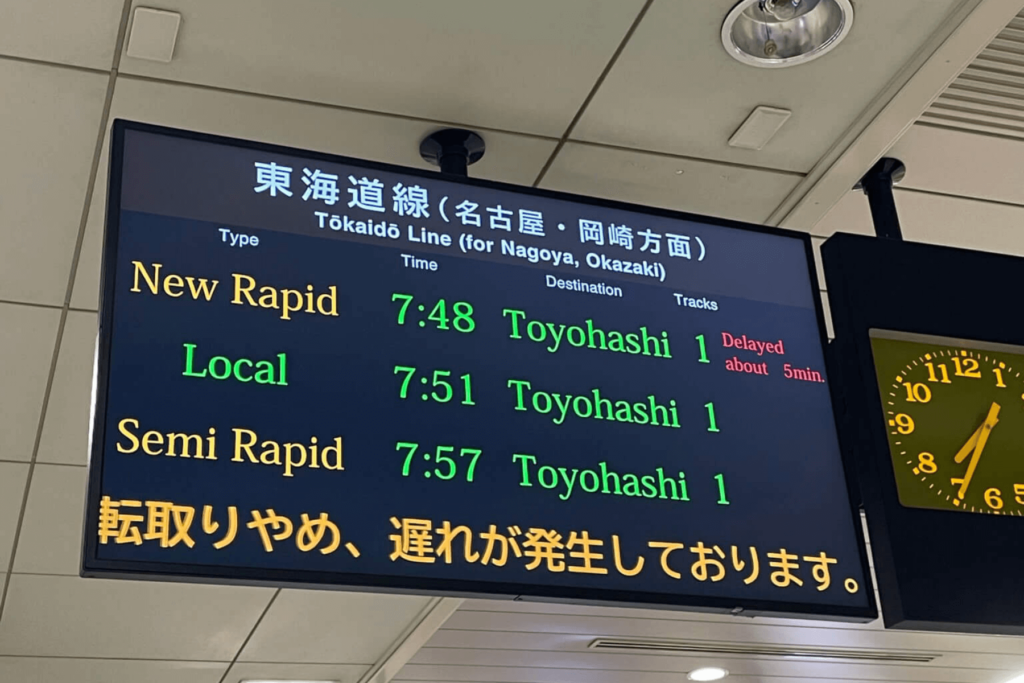 東海道線(名古屋・岡崎方面)
Tōkaidō Line (for Nagoya, Okazaki)
Type Time Destination Tracks
New Rapid 7:48 Toyohashi 1 Delayed about 5min.
Local 7:51 Toyohashi 1
Semi Rapid 7:57 Toyohashi 1
転取りやめ、遅れが発生しております。
12
11 1
10
9
8
7 6 5